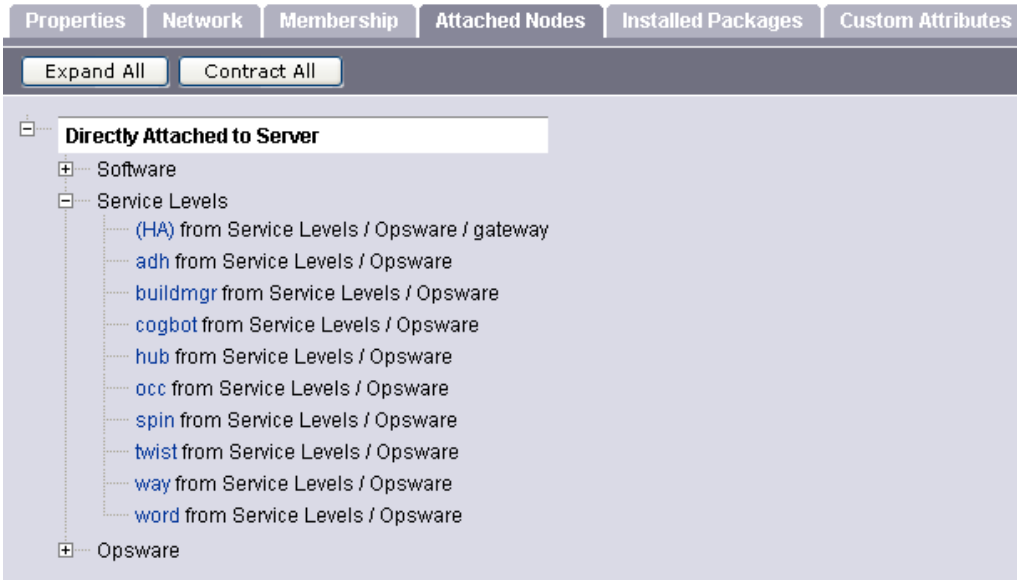 Properties Network Membership Attached Nodes Installed Packages Custom Attributes
Expand All Contract All
Directly Attached to Server
Software
Service Levels
(HA) from Service Levels / Opsware / gateway
adh from Service Levels / Opsware
buildmgr from Service Levels / Opsware
cogbot from Service Levels / Opsware
hub from Service Levels / Opsware
occ from Service Levels / Opsware
spin from Service Levels / Opsware
twist from Service Levels / Opsware
way from Service Levels / Opsware
word from Service Levels / Opsware
Opsware